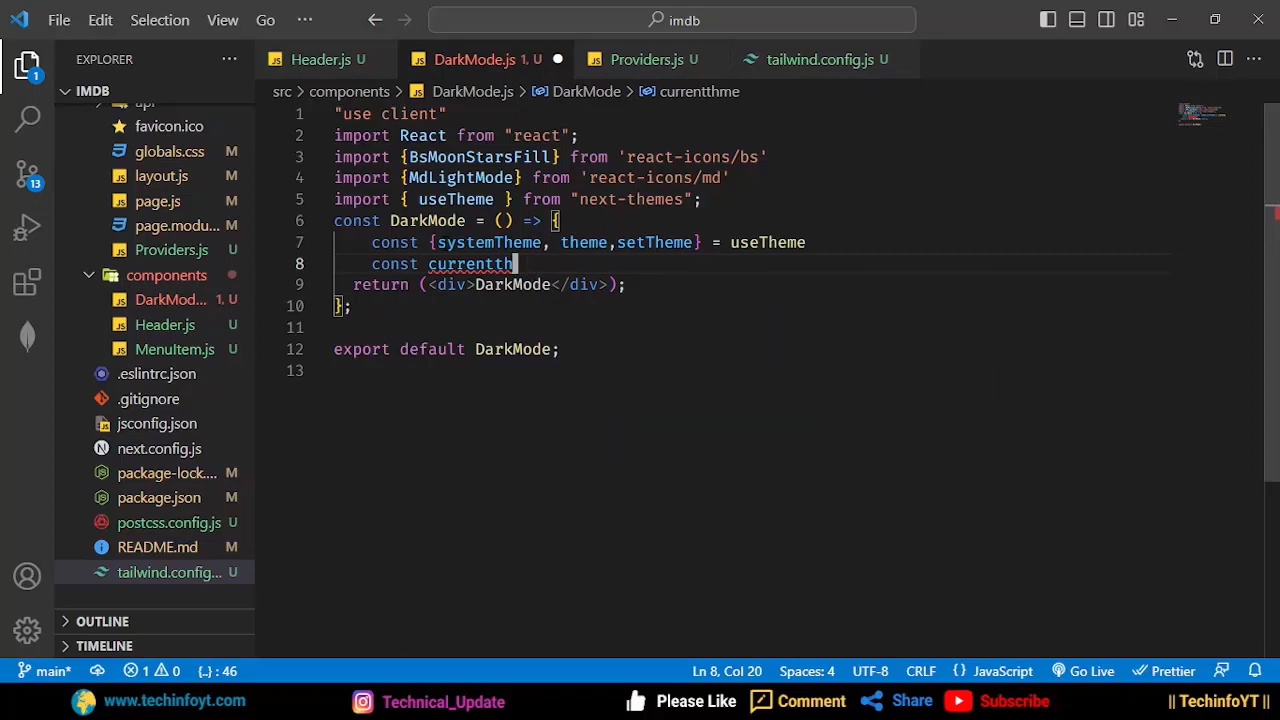 File Edit Selection View Go ··· imdb
EXPLORER ···
Header.js U DarkMode.js 1, U Providers.js U tailwind.config.js U
IMDB
src > components > DarkMode.js > DarkMode > currentthme
api
favicon.ico
globals.css M
layout.js M
page.js M
page.modu... M
Providers.js U
components
DarkMod... 1, U
Header.js U
MenuItem.js U
.eslintrc.json
.gitignore
jsconfig.json
next.config.js
package-lock.... M
package.json M
postcss.config.js U
README.md M
tailwind.config... U
OUTLINE
TIMELINE
1
13
1 "use client"
2 import React from "react";
3 import {BsMoonStarsFill} from 'react-icons/bs'
4 import {MdLightMode} from 'react-icons/md'
5 import { useTheme } from "next-themes";
6 const DarkMode = () => {
7 const {systemTheme, theme,setTheme} = useTheme
8 const currentth
9 return (<div>DarkMode</div>);
10 };
11
12 export default DarkMode;
13
main* 1 0 {..} : 46 Ln 8, Col 20 Spaces: 4 UTF-8 CRLF {} JavaScript Go Live Prettier
www.techinfoyt.com Technical_Update Please Like Comment Share Subscribe || TechinfoYT ||